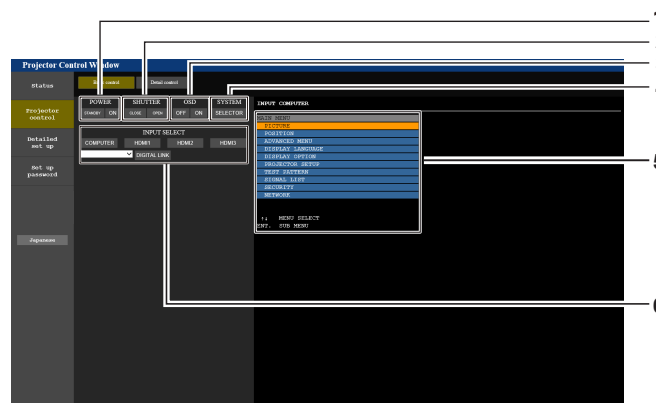 Projector Control Window
Status
Basic control Detail control
POWER SHUTTER OSD SYSTEM
STANDBY ON CLOSE OPEN OFF ON SELECTOR
Projector control
INPUT SELECT
COMPUTER HDMI1 HDMI2 HDMI3
DIGITAL LINK
Detailed set up
Set up password
Japanese
INPUT COMPUTER
MAIN MENU
PICTURE
POSITION
ADVANCED MENU
DISPLAY LANGUAGE
DISPLAY OPTION
PROJECTOR SETUP
TEST PATTERN
SIGNAL LIST
SECURITY
NETWORK
↑↓ MENU SELECT
ENT. SUB MENU
5
6